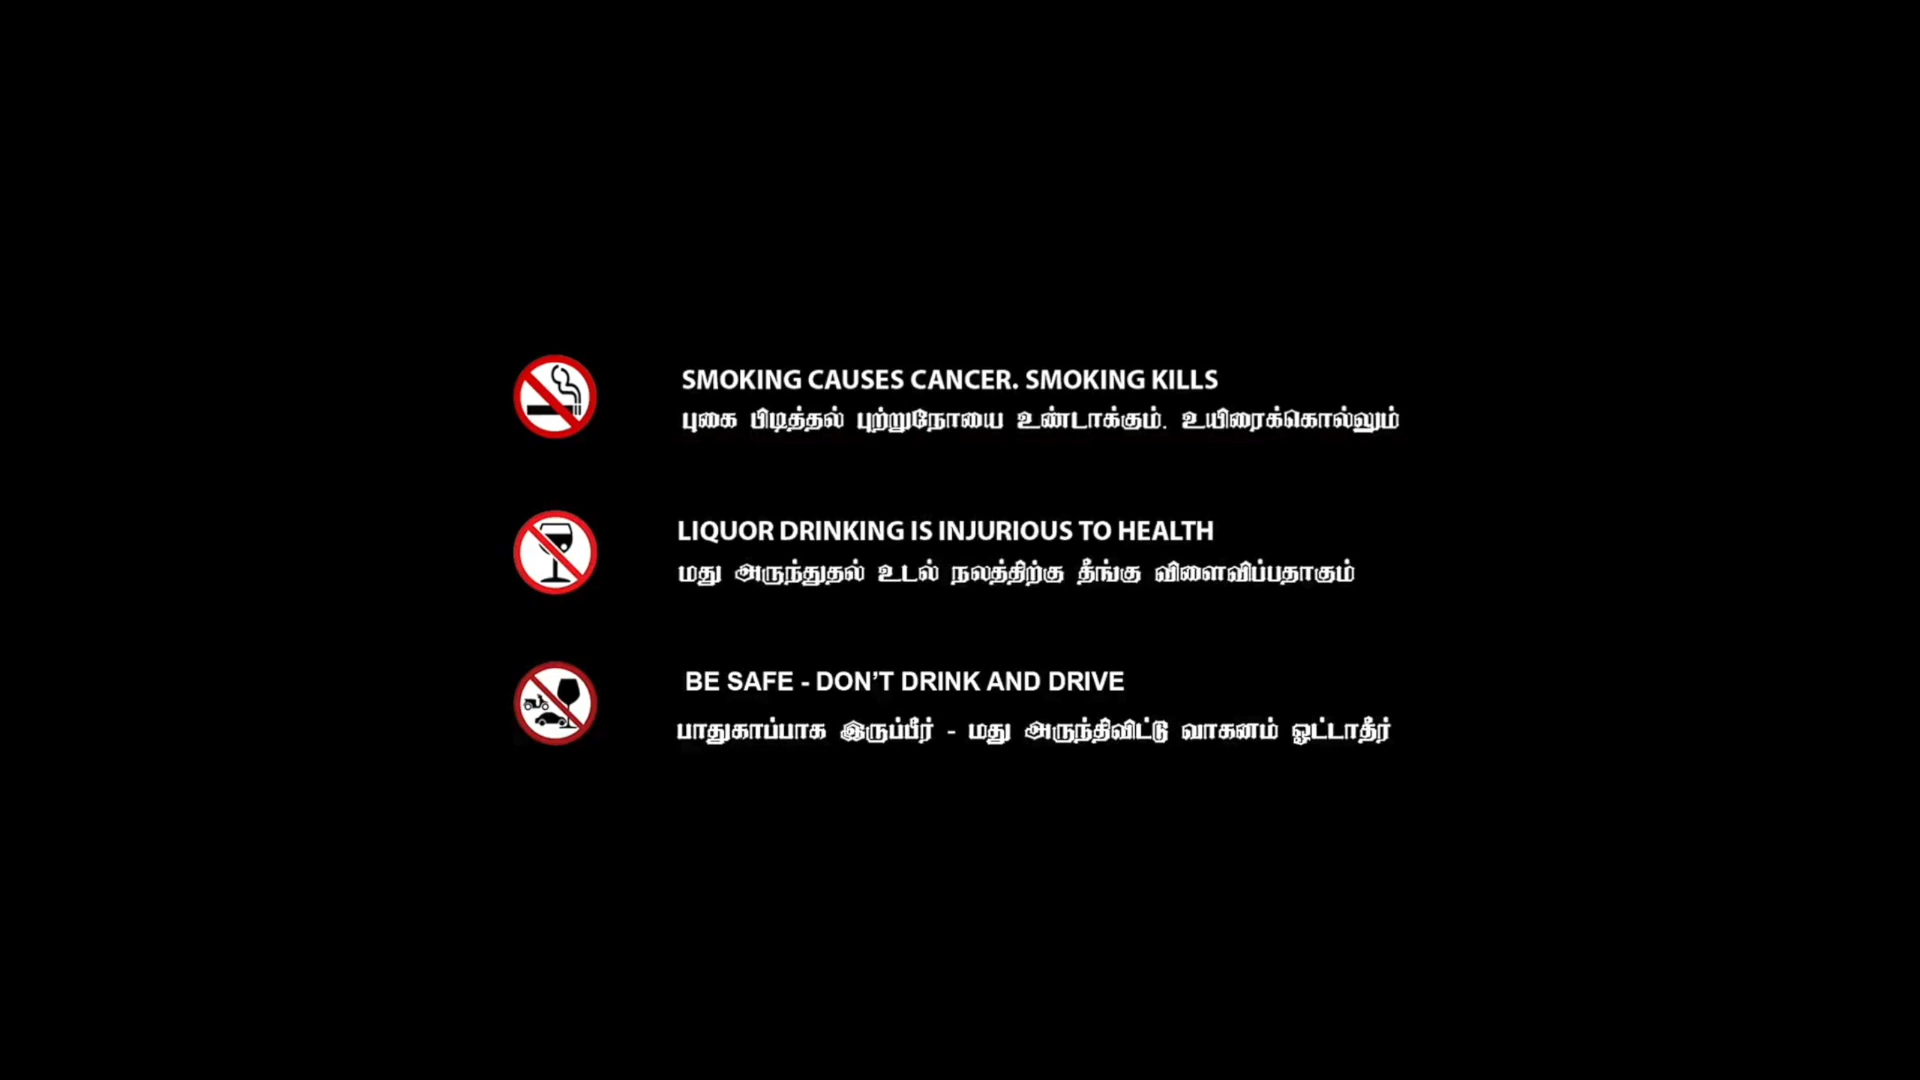 SMOKING CAUSES CANCER. SMOKING KILLS
புகை பிடித்தல் புற்றுநோயை உண்டாக்கும். உயிரைக்கொல்லும்
LIQUOR DRINKING IS INJURIOUS TO HEALTH
மது அருந்துதல் உடல் நலத்திற்கு தீங்கு விளைவிப்பதாகும்
BE SAFE - DON’T DRINK AND DRIVE
பாதுகாப்பாக இருப்பீர் - மது அருந்திவிட்டு வாகனம் ஓட்டாதீர்